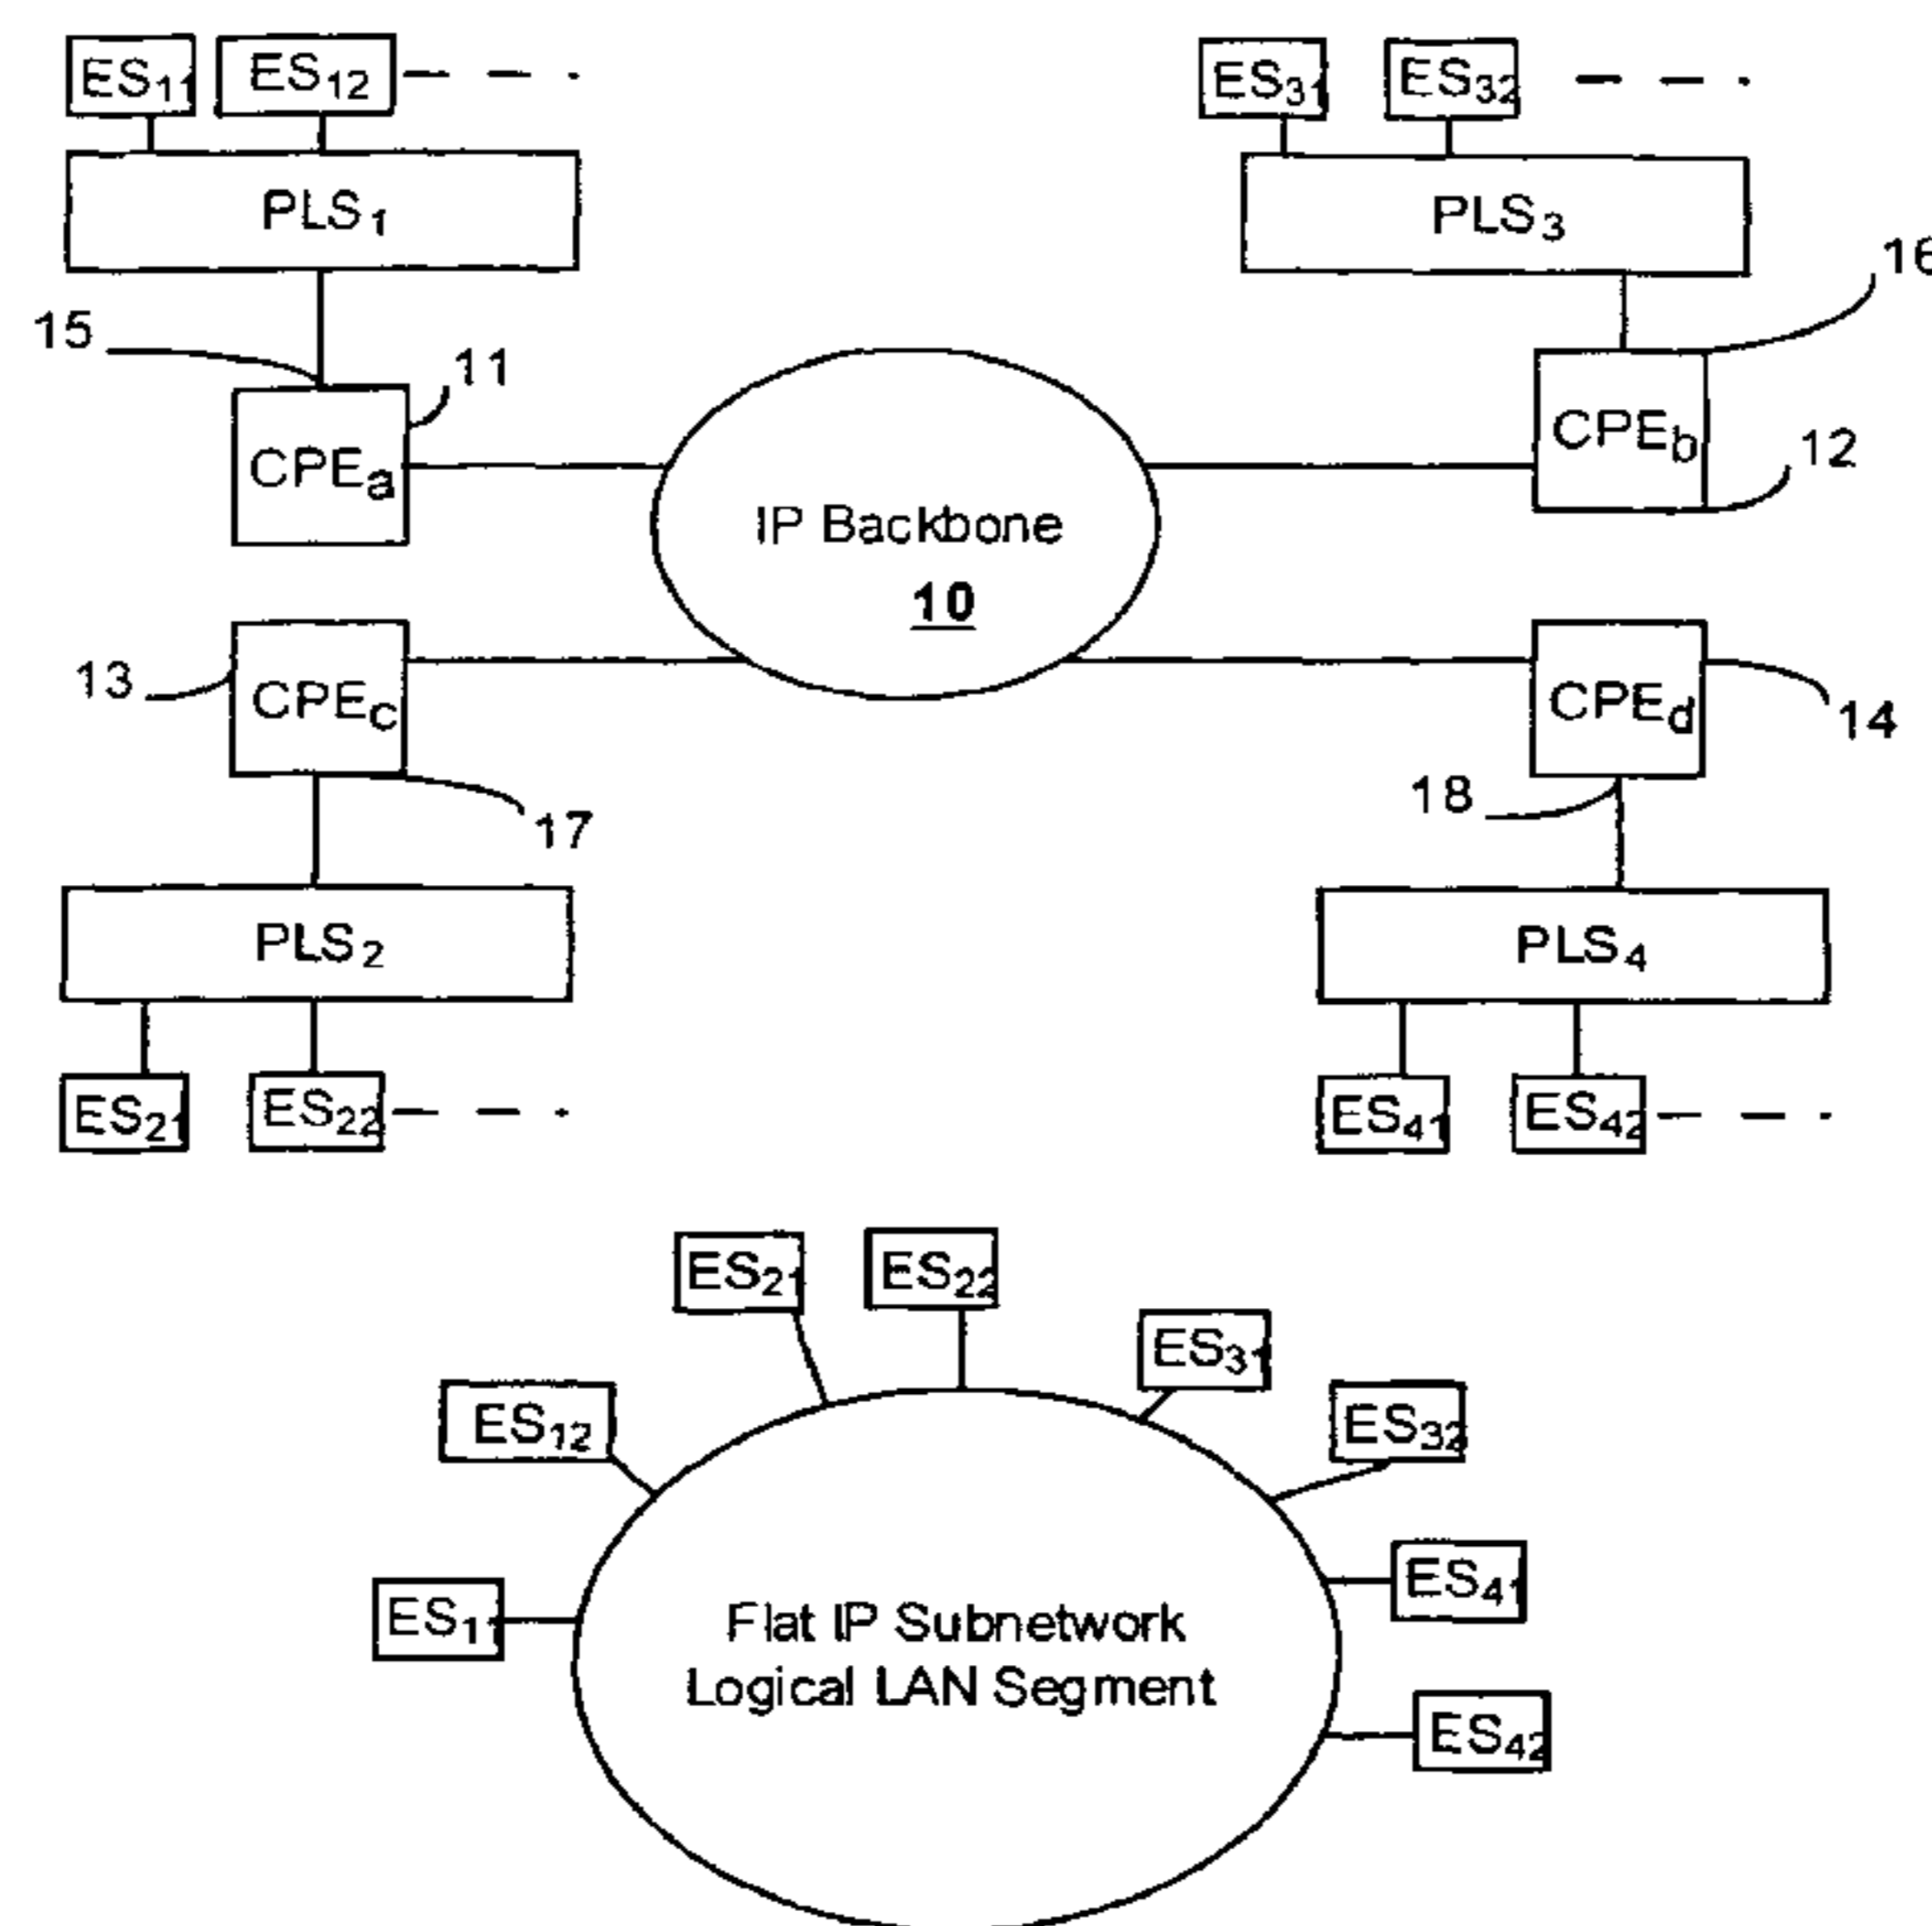 ES11 ES12
ES31 ES32
PLS1
PLS3
16
15
11
CPEa
CPEb
12
IP Backbone
10
13
CPEc
CPEd
14
17
18
PLS2
PLS4
ES21 ES22
ES41 ES42
ES21 ES22
ES31
ES12
ES32
ES11
ES41
Flat IP Subnetwork
Logical LAN Segment
ES42